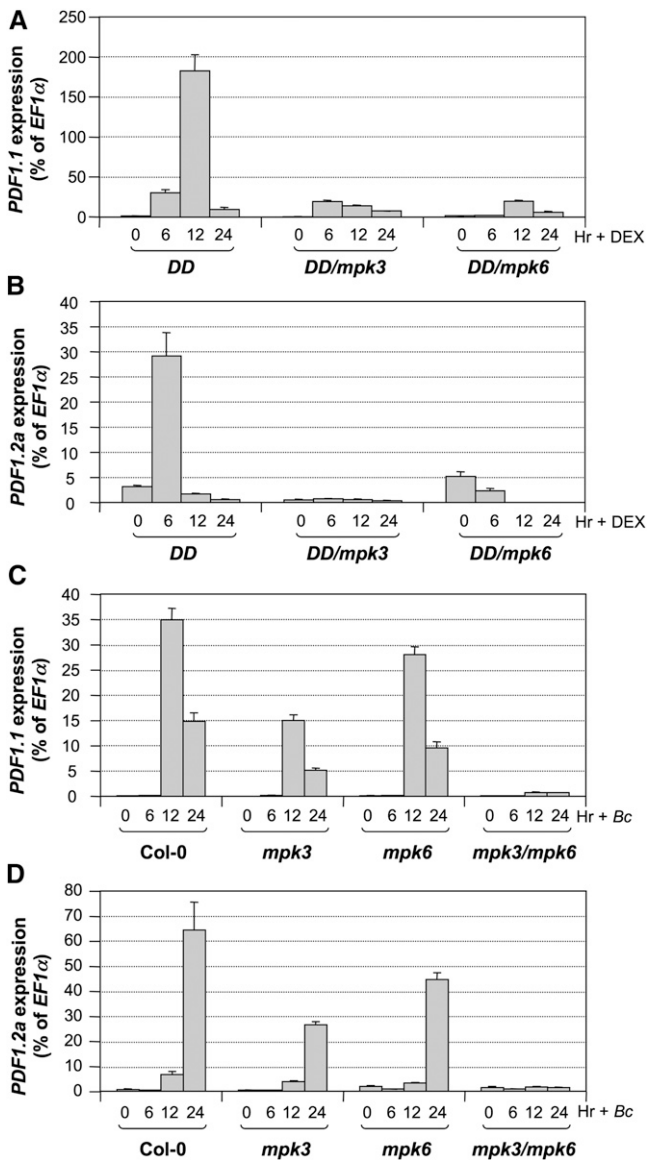 A
PDF1.1 expression
(% of EF1α)
250
200
150
100
50
0
0 6 12 24 0 6 12 24 0 6 12 24 Hr + DEX
DD DD/mpk3 DD/mpk6
B
PDF1.2a expression
(% of EF1α)
40
35
30
25
20
15
10
5
0
0 6 12 24 0 6 12 24 0 6 12 24 Hr + DEX
DD DD/mpk3 DD/mpk6
C
PDF1.1 expression
(% of EF1α)
40
35
30
25
20
15
10
5
0
0 6 12 24 0 6 12 24 0 6 12 24 0 6 12 24 Hr + Bc
Col-0 mpk3 mpk6 mpk3/mpk6
D
PDF1.2a expression
(% of EF1α)
80
70
60
50
40
30
20
10
0
0 6 12 24 0 6 12 24 0 6 12 24 0 6 12 24 Hr + Bc
Col-0 mpk3 mpk6 mpk3/mpk6